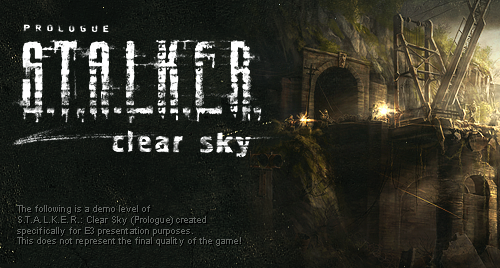 PROLOGUE
S.T.A.L.K.E.R.
clear sky
The following is a demo level of
S.T.A.L.K.E.R.: Clear Sky (Prologue) created
specifically for E3 presentation purposes.
This does not represent the final quality of the game!